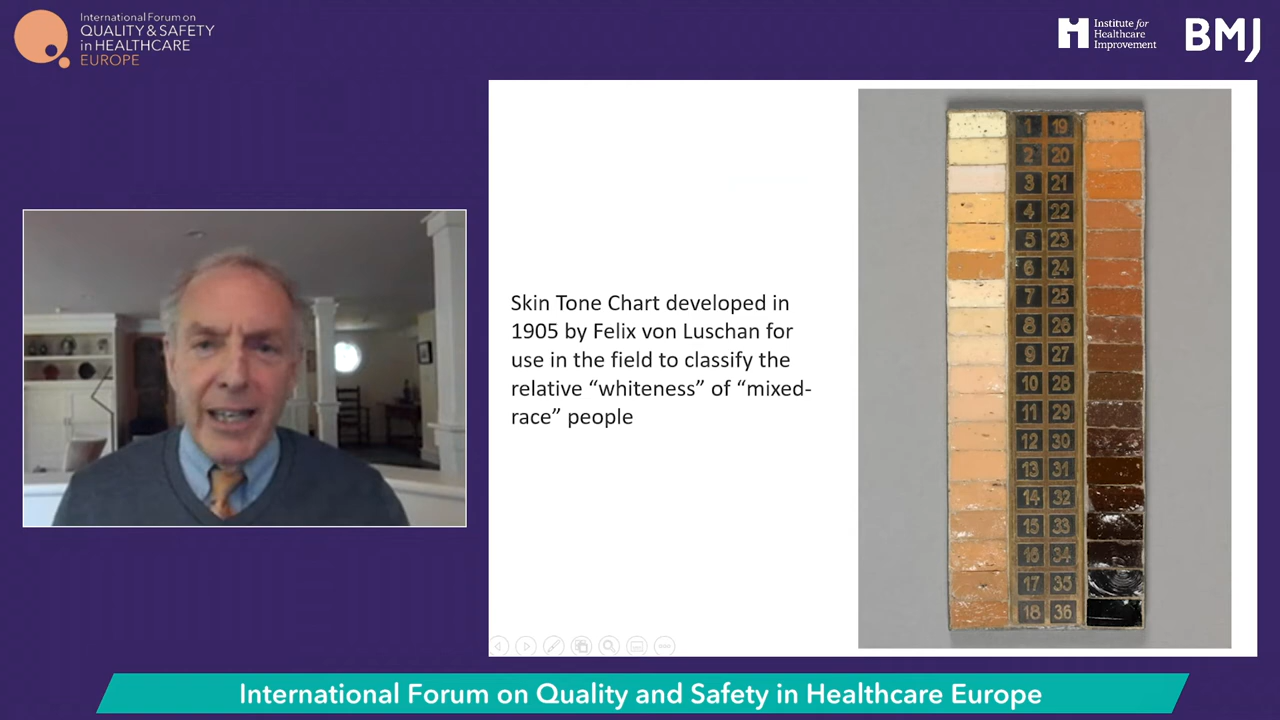 International Forum on
QUALITY & SAFETY
in HEALTHCARE
EUROPE
Institute for
Healthcare
Improvement
BMJ
Skin Tone Chart developed in
1905 by Felix von Luschan for
use in the field to classify the
relative “whiteness” of “mixed-
race” people
1 19
2 20
3 21
4 22
5 23
6 24
7 25
8 26
9 27
10 28
11 29
12 30
13 31
14 32
15 33
16 34
17 35
18 36
International Forum on Quality and Safety in Healthcare Europe